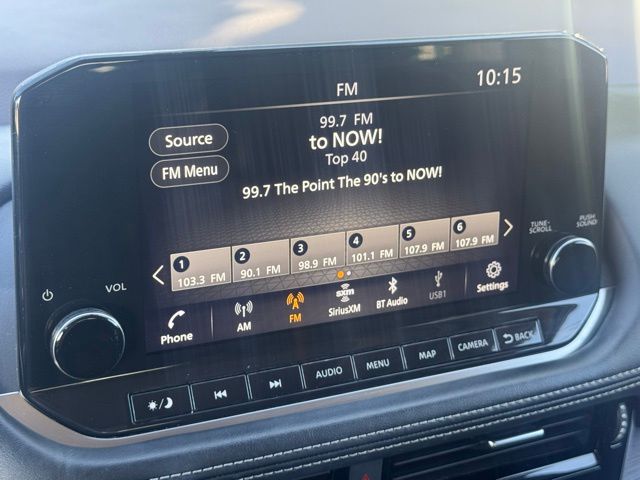 FM
10:15
99.7 FM
to NOW!
Top 40
99.7 The Point The 90's to NOW!
Source
FM Menu
1 103.3 FM
2 90.1 FM
3 98.9 FM
4 101.1 FM
5 107.9 FM
6 107.9 FM
Phone
AM
FM
sxm
SiriusXM
BT Audio
USB1
Settings
VOL
TUNE-
SCROLL
PUSH
SOUND
AUDIO
MENU
MAP
CAMERA
BACK